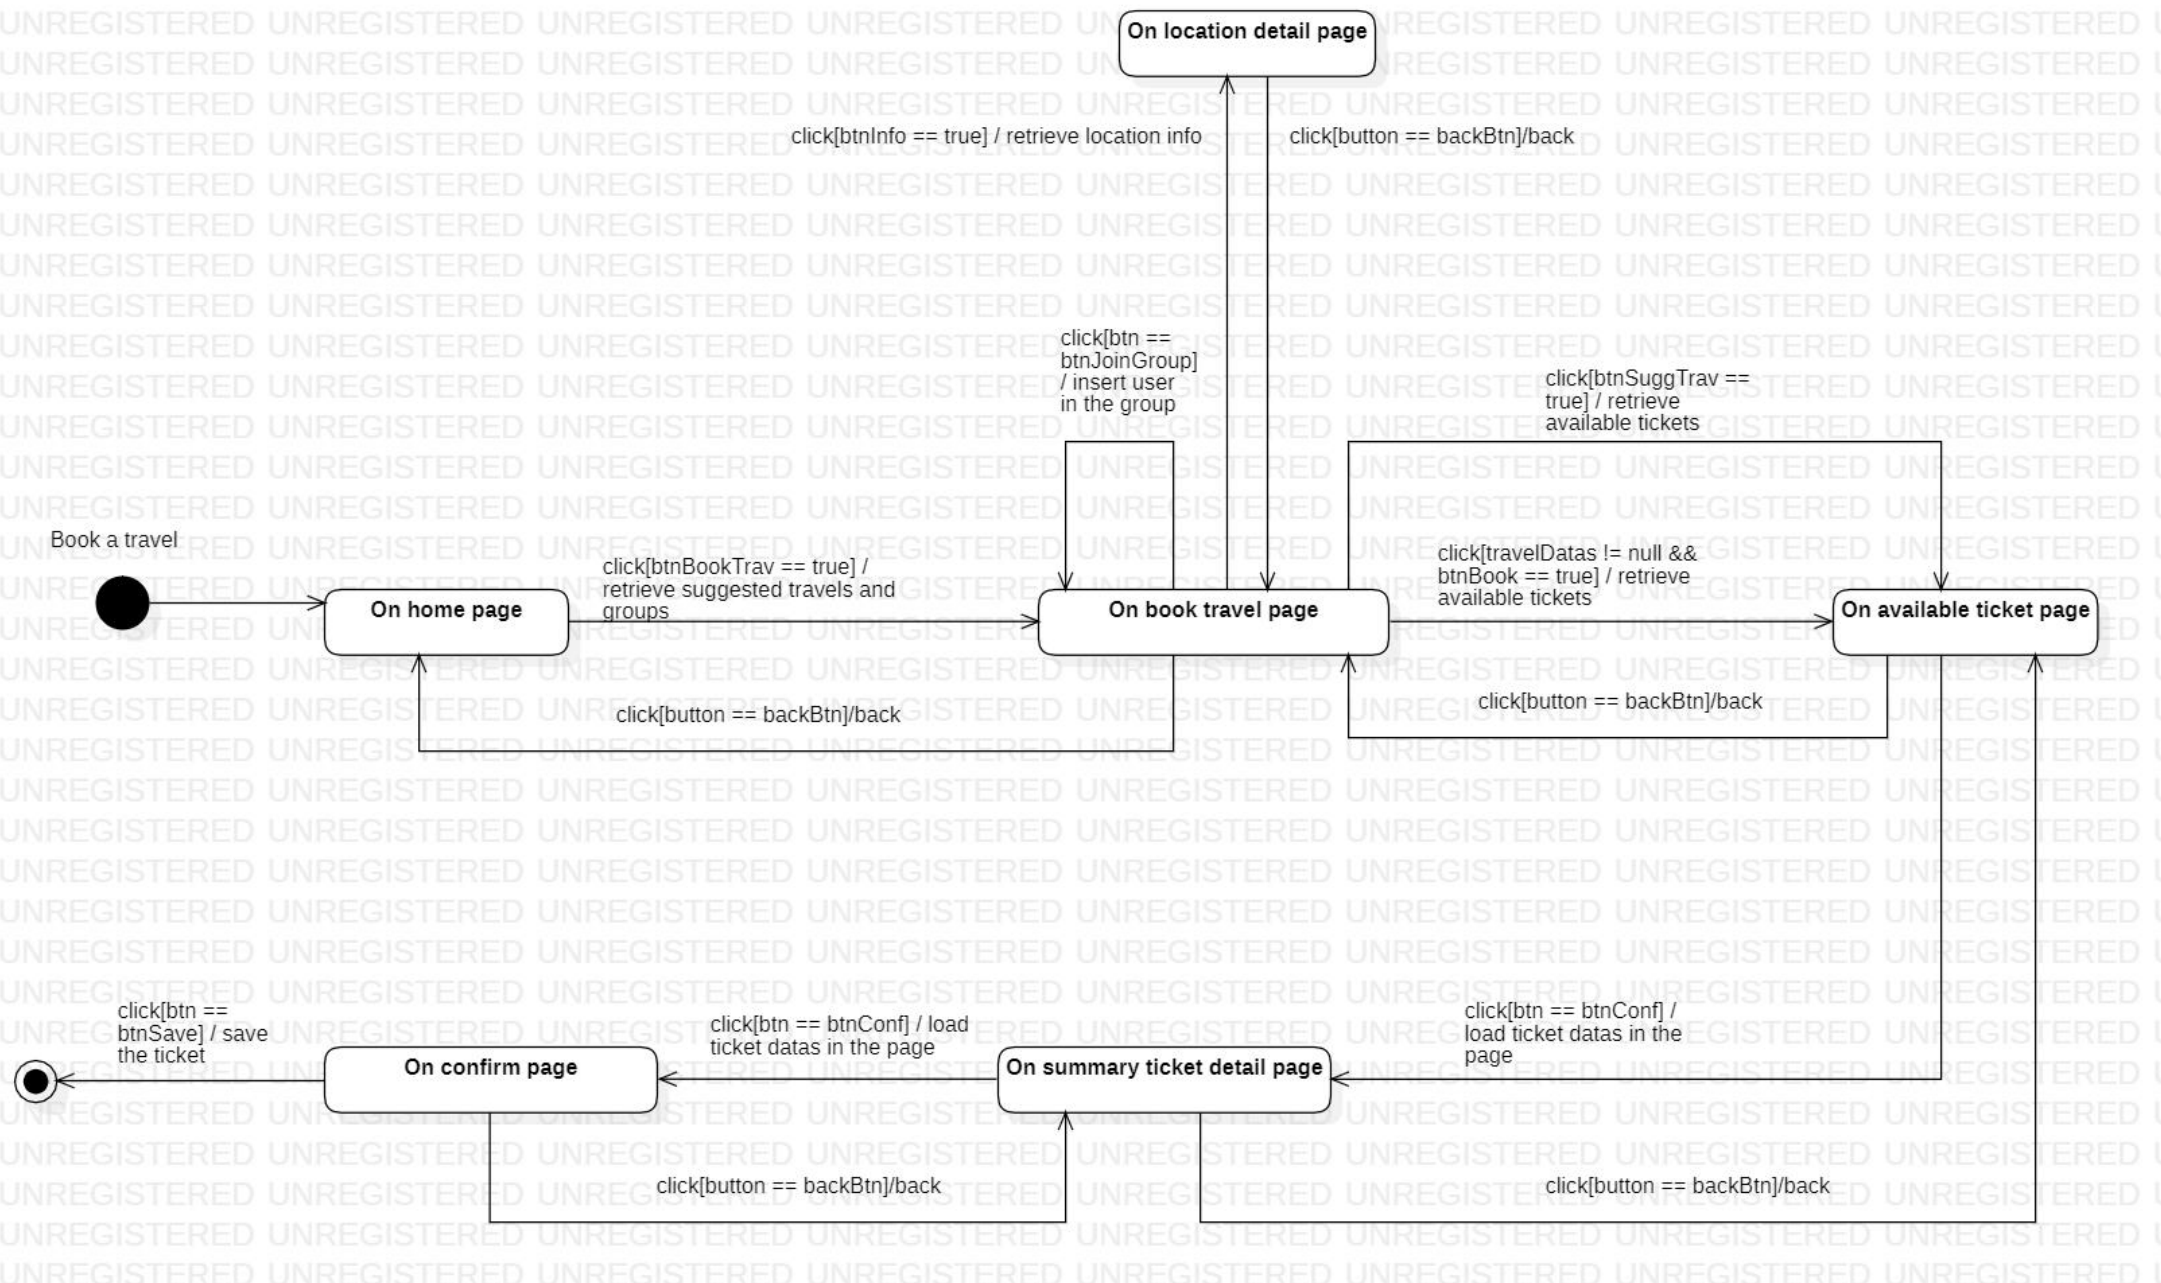 On location detail page
click[btnInfo == true] / retrieve location info
click[button == backBtn]/back
click[btn ==
btnJoinGroup]
/ insert user
in the group
click[btnSuggTrav ==
true] / retrieve
available tickets
Book a travel
click[btnBookTrav == true] /
retrieve suggested travels and
groups
click[travelDatas != null &&
btnBook == true] / retrieve
available tickets
On home page
On book travel page
On available ticket page
click[button == backBtn]/back
click[button == backBtn]/back
click[btn ==
btnSave] / save
the ticket
click[btn == btnConf] / load
ticket datas in the page
click[btn == btnConf] /
load ticket datas in the
page
On confirm page
On summary ticket detail page
click[button == backBtn]/back
click[button == backBtn]/back
UNREGISTERED